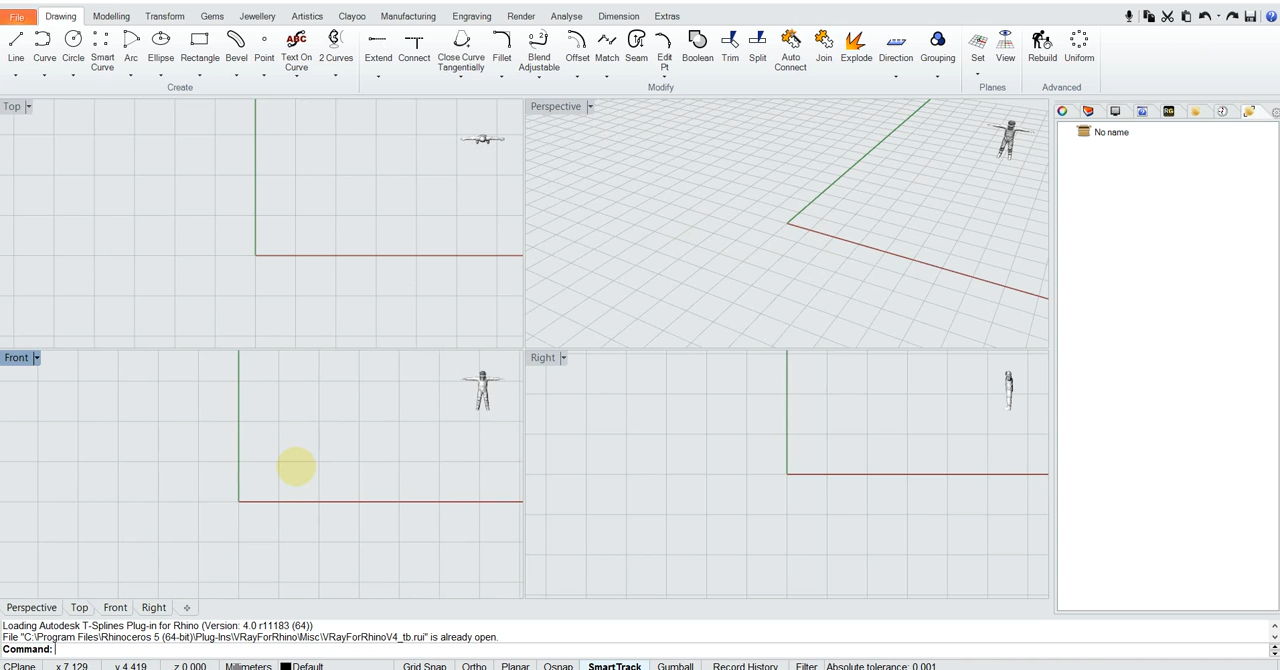 File Drawing Modelling Transform Gems Jewellery Artistics Clayoo Manufacturing Engraving Render Analyse Dimension Extras
Line Curve Circle Smart Curve Arc Ellipse Rectangle Bevel Point Text On Curve 2 Curves Extend Connect Close Curve Tangentially Fillet Blend Adjustable Offset Match Seam Edit Pt Boolean Trim Split Auto Connect Join Explode Direction Grouping Set View Rebuild Uniform
ABC
Create Modify Planes Advanced
Top Perspective
RG
No name
Front Right
Perspective Top Front Right
Loading Autodesk T-Splines Plug-in for Rhino (Version: 4.0 r11183 (64))
File "C:\Program Files\Rhinoceros 5 (64-bit)\Plug-Ins\VRayForRhino\Misc\VRayForRhinoV4_tb.rui" is already open.
Command:
CPlane x 7.129 y 4.419 z 0.000 Millimeters Default Grid Snap Ortho Planar Osnap SmartTrack Gumball Record History Filter Absolute tolerance: 0.001